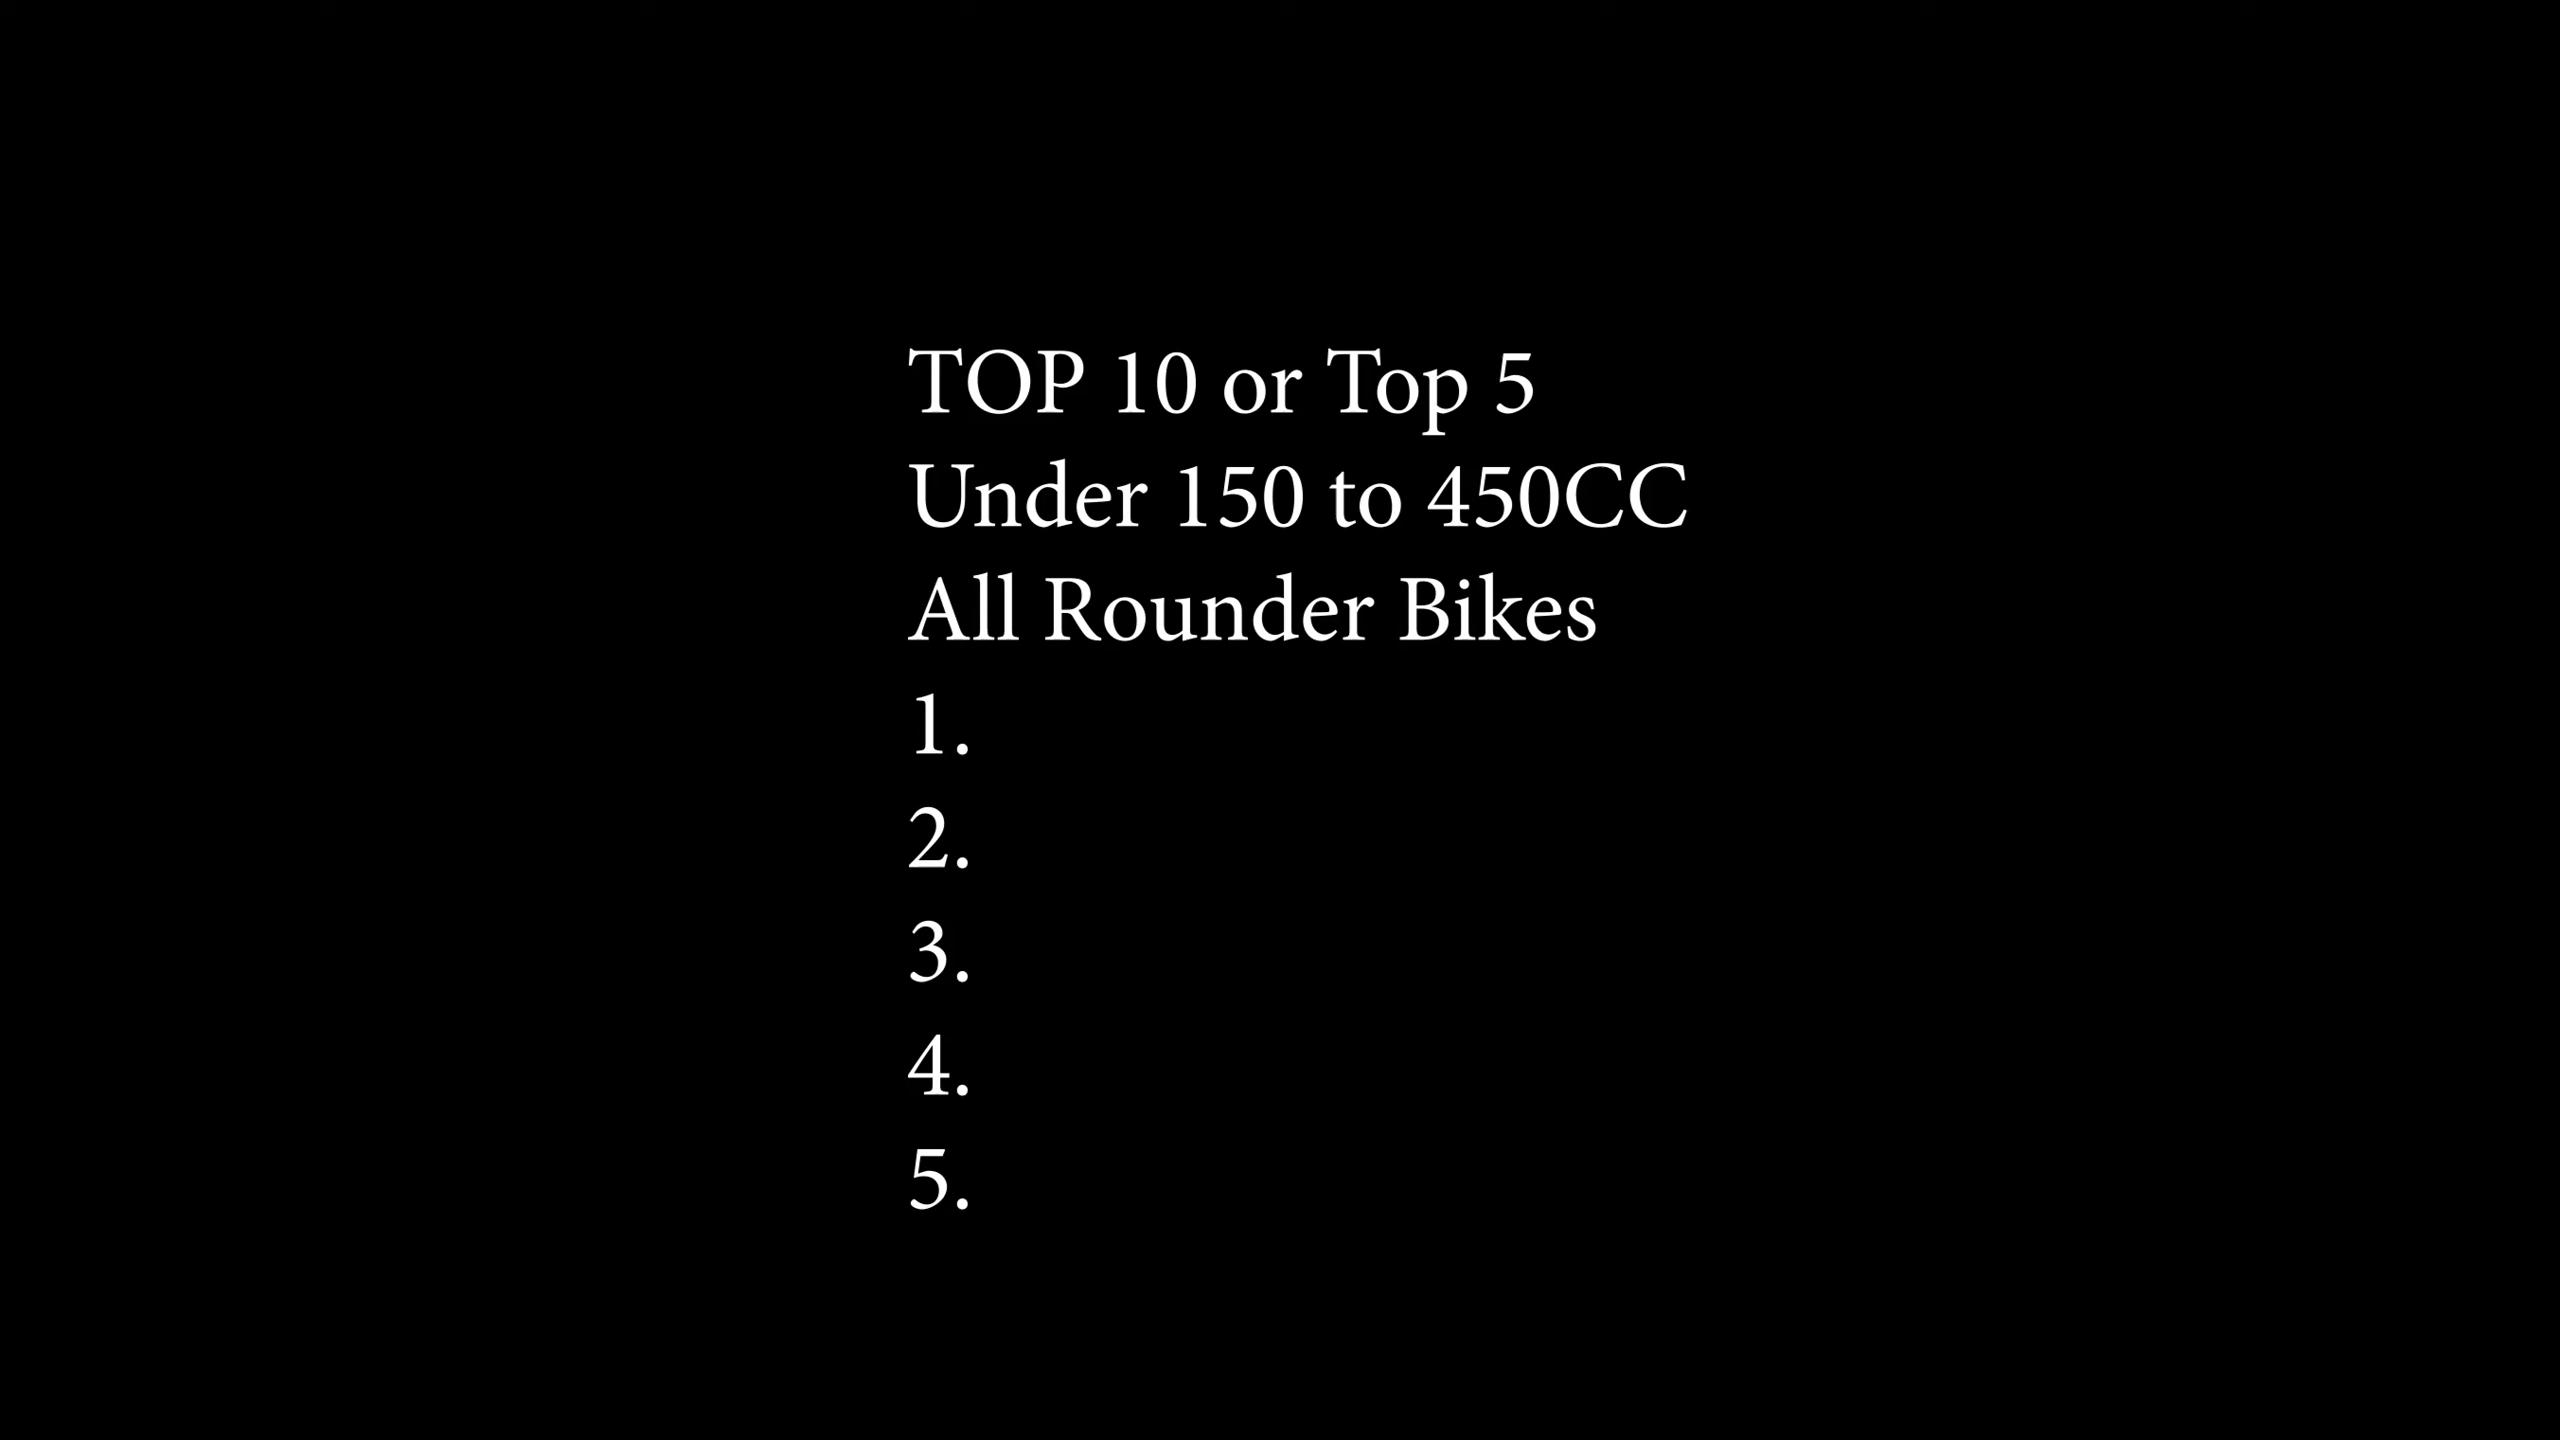 TOP 10 or Top 5
Under 150 to 450CC
All Rounder Bikes
1.
2.
3.
4.
5.